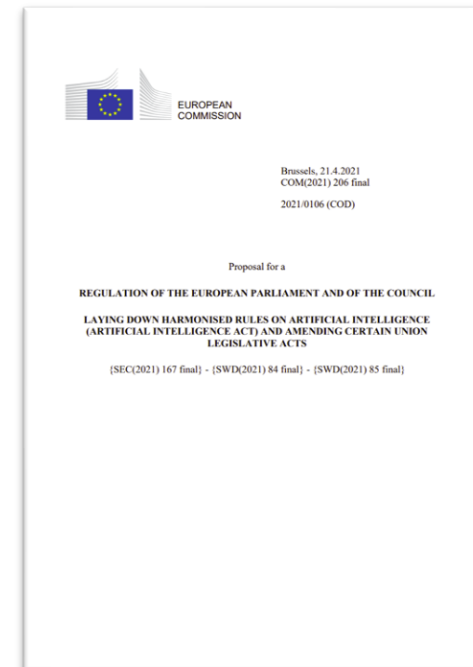 EUROPEAN
COMMISSION
Brussels, 21.4.2021
COM(2021) 206 final
2021/0106 (COD)
Proposal for a
REGULATION OF THE EUROPEAN PARLIAMENT AND OF THE COUNCIL
LAYING DOWN HARMONISED RULES ON ARTIFICIAL INTELLIGENCE
(ARTIFICIAL INTELLIGENCE ACT) AND AMENDING CERTAIN UNION
LEGISLATIVE ACTS
{SEC(2021) 167 final} - {SWD(2021) 84 final} - {SWD(2021) 85 final}